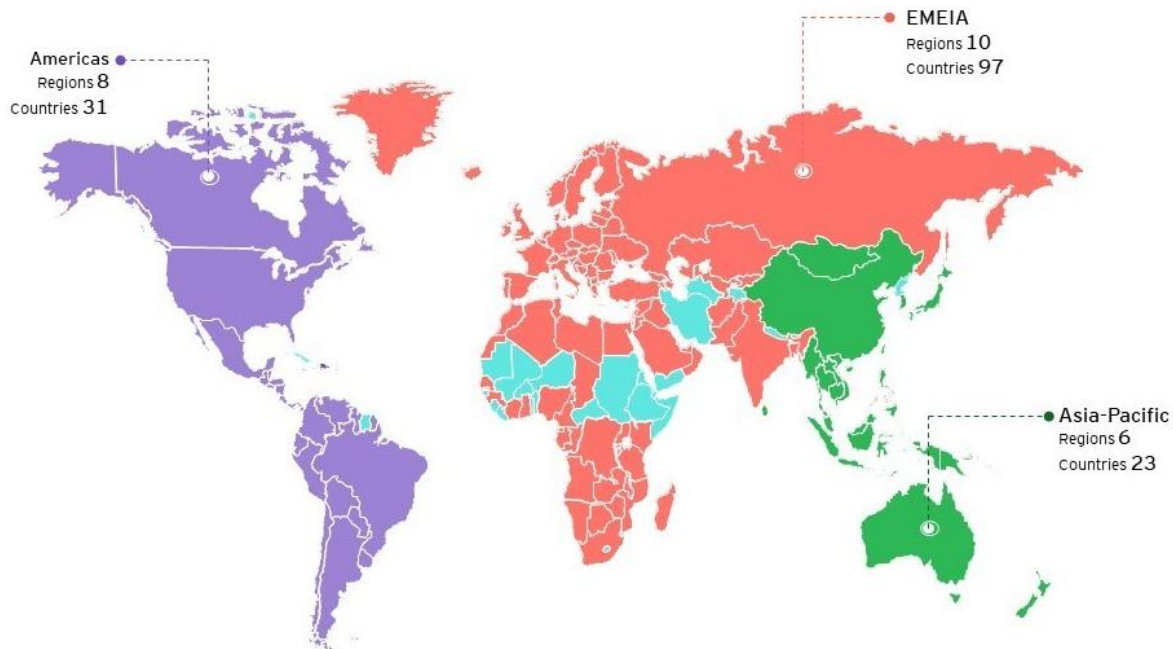 Americas
Regions 8
Countries 31
EMEIA
Regions 10
Countries 97
Asia-Pacific
Regions 6
Countries 23